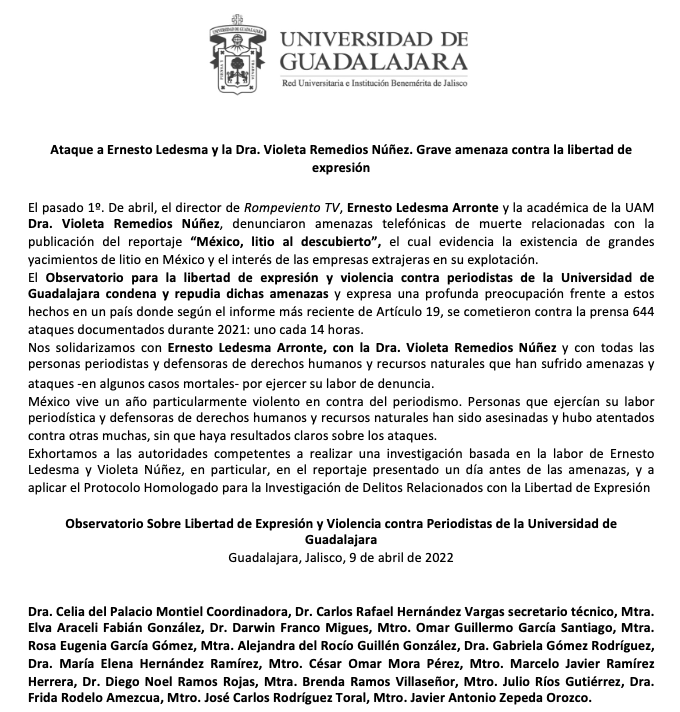 UNIVERSIDAD DE
GUADALAJARA
Red Universitaria e Institución Benemérita de Jalisco
Ataque a Ernesto Ledesma y la Dra. Violeta Remedios Núñez. Grave amenaza contra la libertad de
expresión
El pasado 1º. De abril, el director de Rompeviento TV, Ernesto Ledesma Arronte y la académica de la UAM
Dra. Violeta Remedios Núñez, denunciaron amenazas telefónicas de muerte relacionadas con la
publicación del reportaje “México, litio al descubierto”, el cual evidencia la existencia de grandes
yacimientos de litio en México y el interés de las empresas extrajeras en su explotación.
El Observatorio para la libertad de expresión y violencia contra periodistas de la Universidad de
Guadalajara condena y repudia dichas amenazas y expresa una profunda preocupación frente a estos
hechos en un país donde según el informe más reciente de Artículo 19, se cometieron contra la prensa 644
ataques documentados durante 2021: uno cada 14 horas.
Nos solidarizamos con Ernesto Ledesma Arronte, con la Dra. Violeta Remedios Núñez y con todas las
personas periodistas y defensoras de derechos humanos y recursos naturales que han sufrido amenazas y
ataques -en algunos casos mortales- por ejercer su labor de denuncia.
México vive un año particularmente violento en contra del periodismo. Personas que ejercían su labor
periodística y defensoras de derechos humanos y recursos naturales han sido asesinadas y hubo atentados
contra otras muchas, sin que haya resultados claros sobre los ataques.
Exhortamos a las autoridades competentes a realizar una investigación basada en la labor de Ernesto
Ledesma y Violeta Núñez, en particular, en el reportaje presentado un día antes de las amenazas, y a
aplicar el Protocolo Homologado para la Investigación de Delitos Relacionados con la Libertad de Expresión
Observatorio Sobre Libertad de Expresión y Violencia contra Periodistas de la Universidad de
Guadalajara
Guadalajara, Jalisco, 9 de abril de 2022
Dra. Celia del Palacio Montiel Coordinadora, Dr. Carlos Rafael Hernández Vargas secretario técnico, Mtra.
Elva Araceli Fabián González, Dr. Darwin Franco Migues, Mtro. Omar Guillermo García Santiago, Mtra.
Rosa Eugenia García Gómez, Mtra. Alejandra del Rocío Guillén González, Dra. Gabriela Gómez Rodríguez,
Dra. María Elena Hernández Ramírez, Mtro. César Omar Mora Pérez, Mtro. Marcelo Javier Ramírez
Herrera, Dr. Diego Noel Ramos Rojas, Mtra. Brenda Ramos Villaseñor, Mtro. Julio Ríos Gutiérrez, Dra.
Frida Rodelo Amezcua, Mtro. José Carlos Rodríguez Toral, Mtro. Javier Antonio Zepeda Orozco.